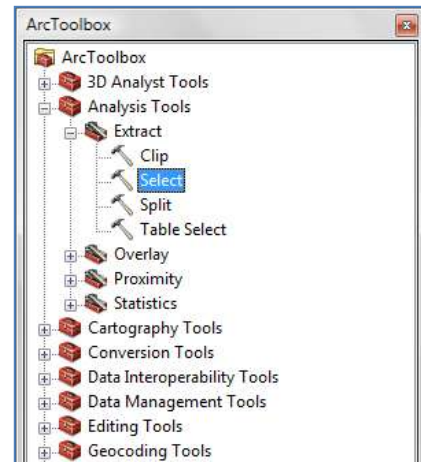 ArcToolbox
ArcToolbox
3D Analyst Tools
Analysis Tools
Extract
Clip
Select
Split
Table Select
Overlay
Proximity
Statistics
Cartography Tools
Conversion Tools
Data Interoperability Tools
Data Management Tools
Editing Tools
Geocoding Tools